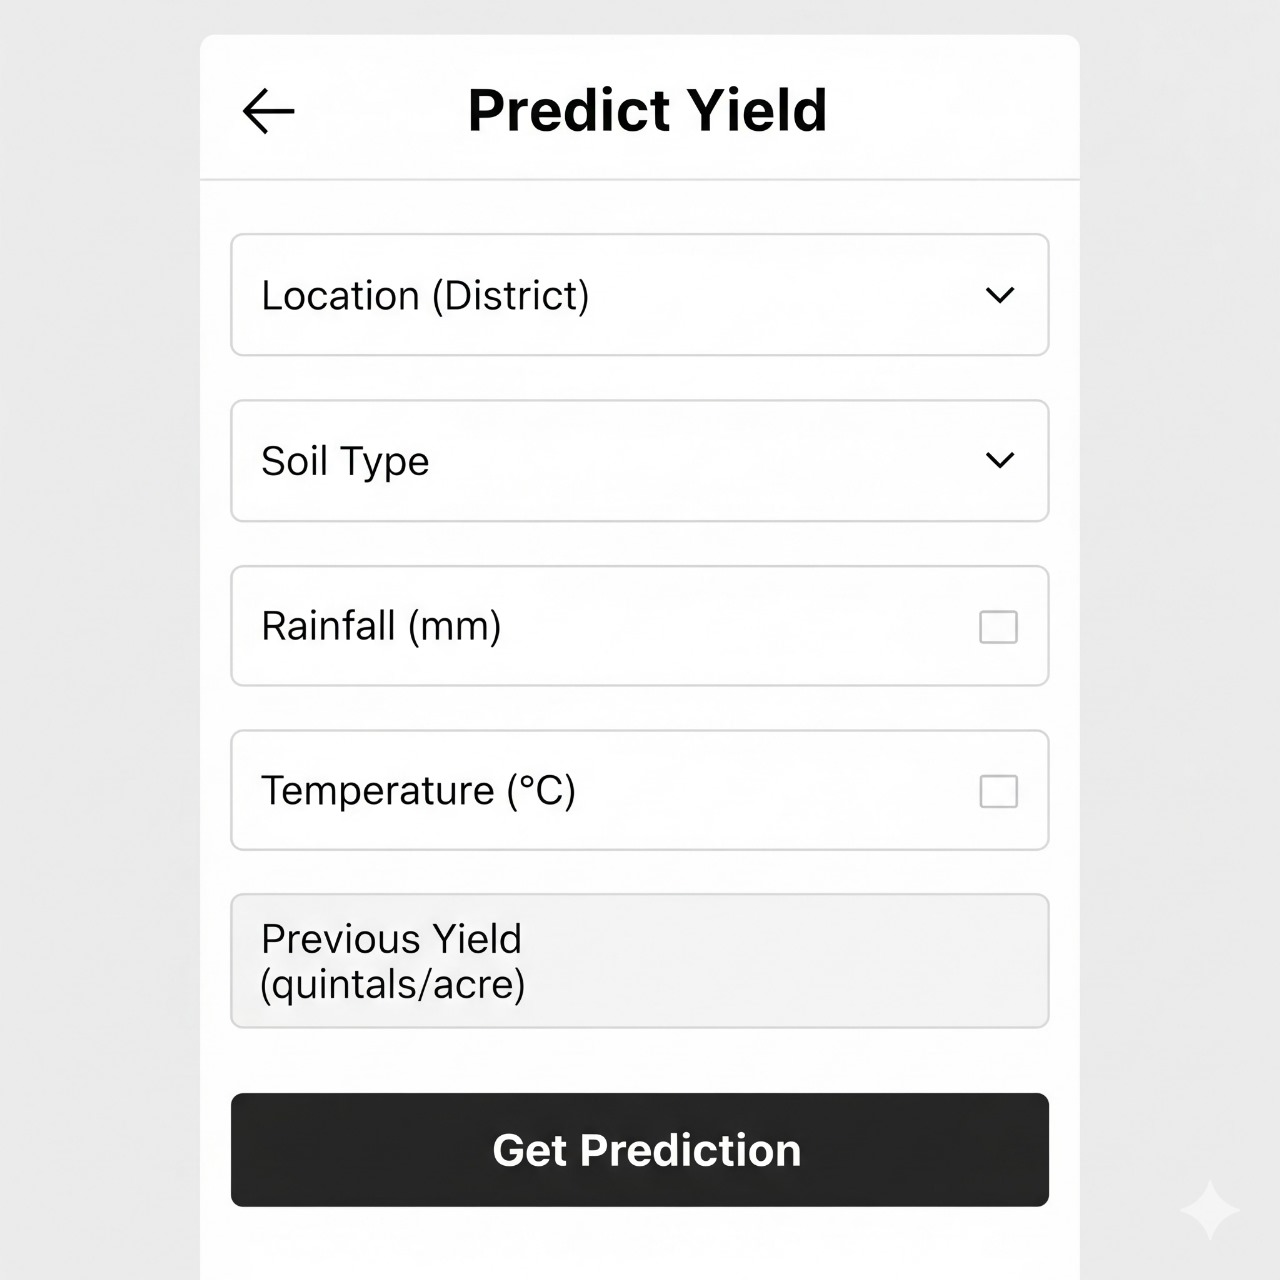 Predict Yield
Location (District)
Soil Type
Rainfall (mm)
Temperature (°C)
Previous Yield
(quintals/acre)
Get Prediction